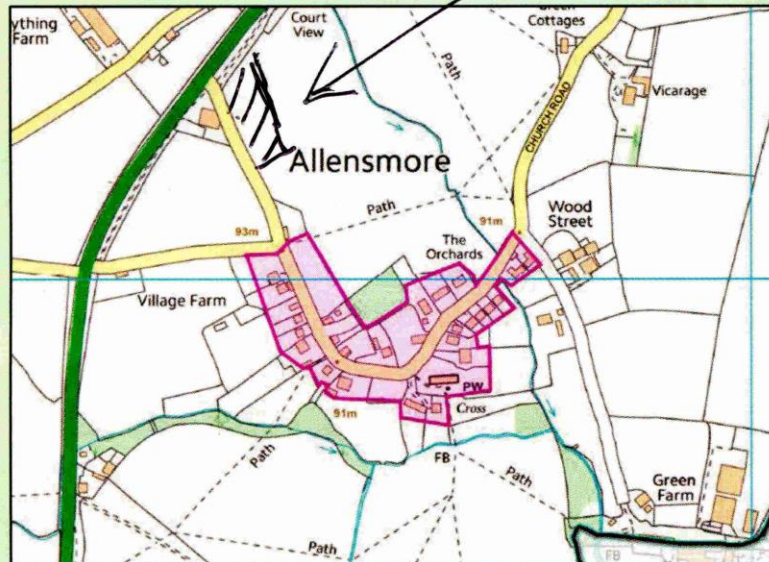 ything
Farm
Court
View
Green
Cottages
Path
Vicarage
CHURCH ROAD
Allensmore
Path
93m
91m
Wood
Street
The
Orchards
Village Farm
PW
Cross
91m
Path
FB
Path
Green
Farm
Path
FB